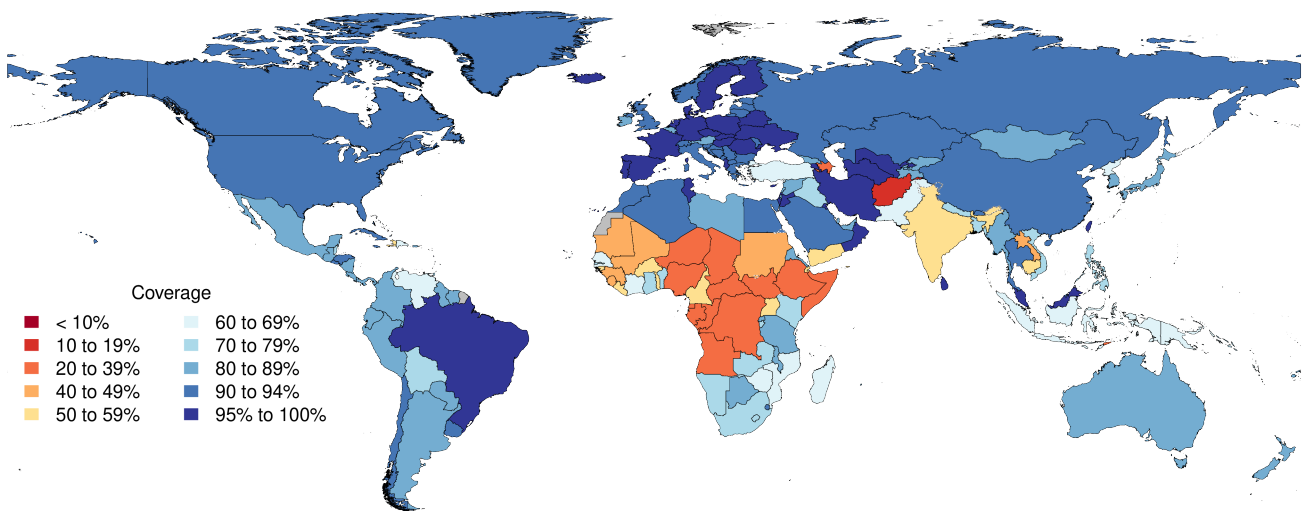 Coverage
< 10%
10 to 19%
20 to 39%
40 to 49%
50 to 59%
60 to 69%
70 to 79%
80 to 89%
90 to 94%
95% to 100%